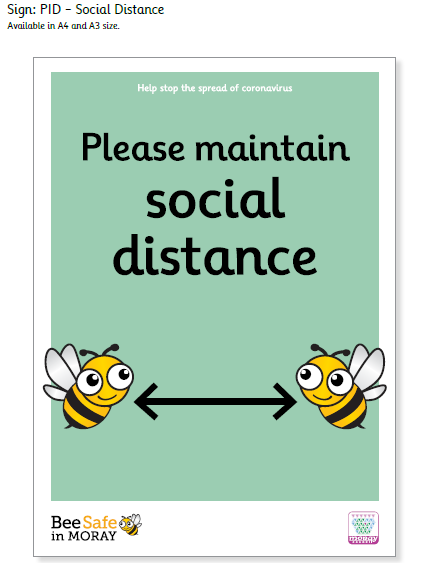 Sign: PID - Social Distance
Available in A4 and A3 size.
Help stop the spread of coronavirus
Please maintain
social
distance
Bee Safe
in MORAY
moray